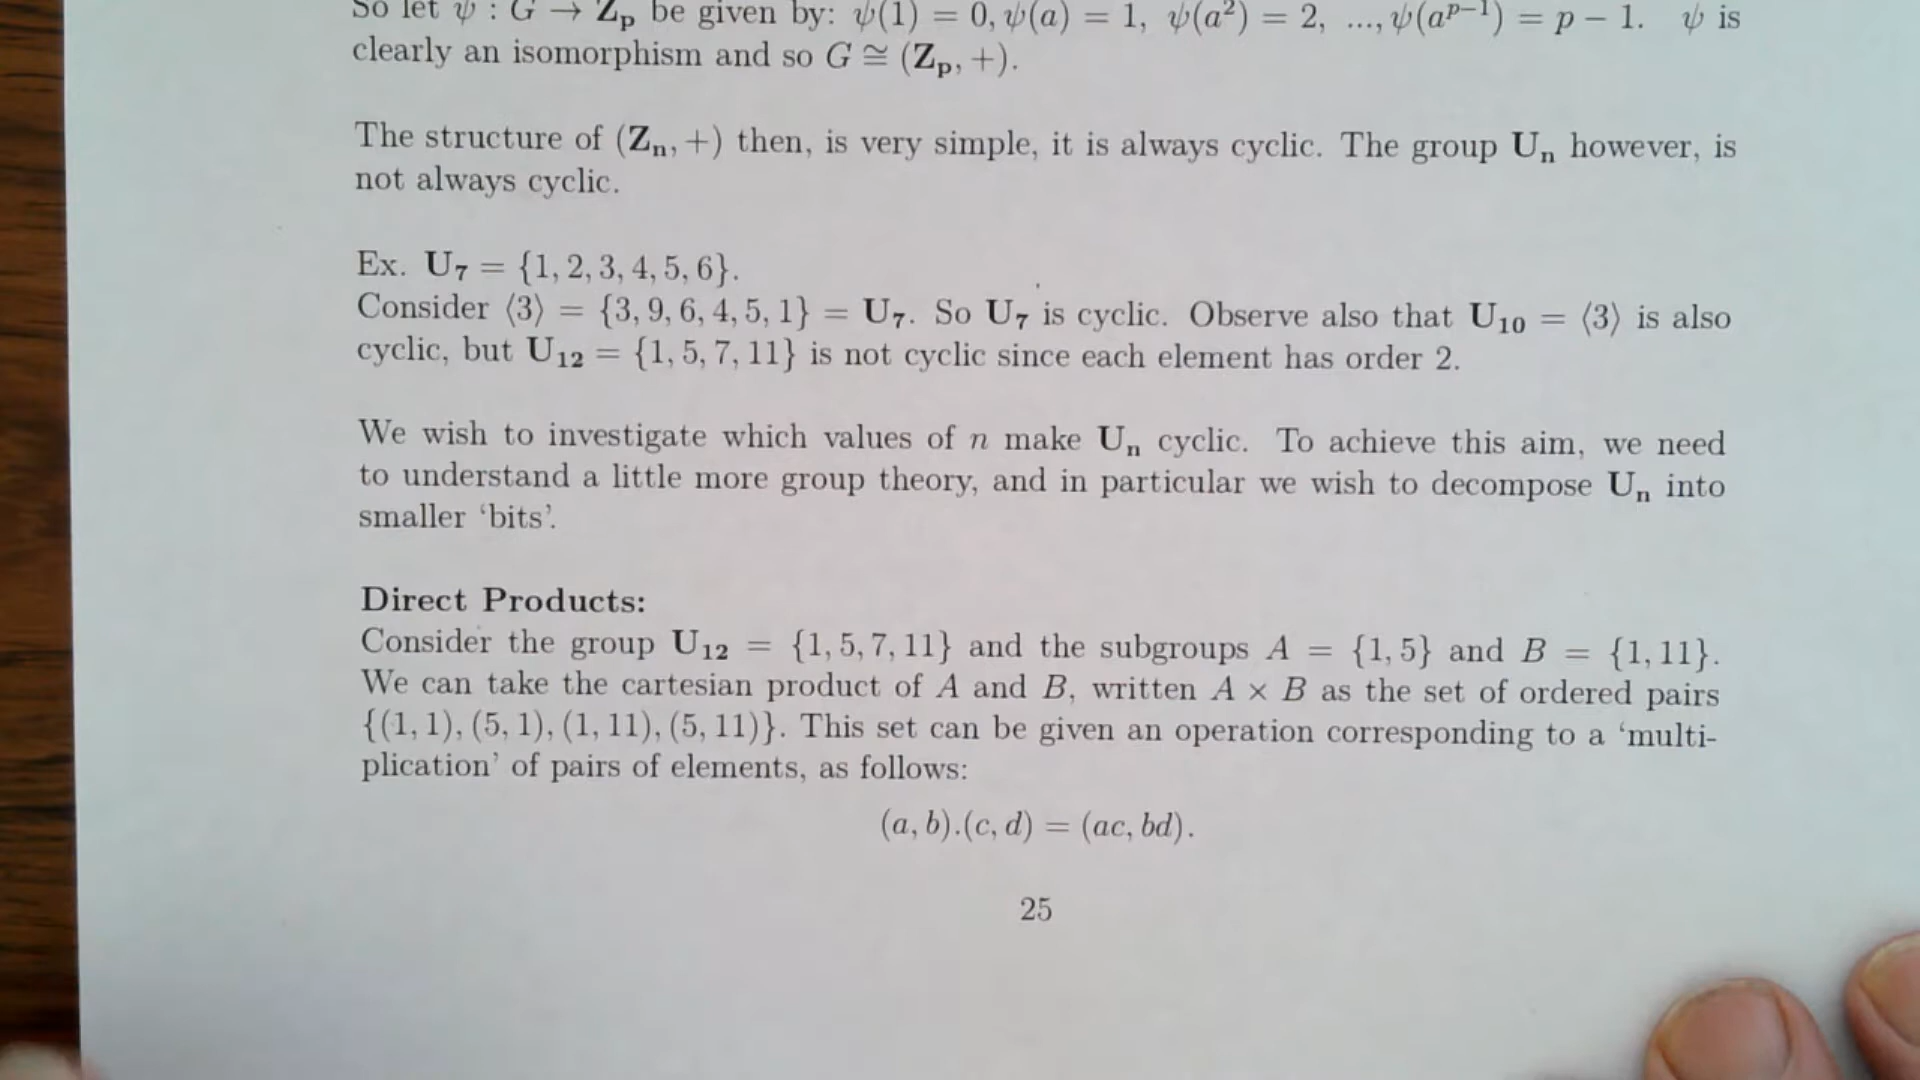 So let ψ : G → Zₚ be given by: ψ(1) = 0, ψ(a) = 1, ψ(a²) = 2, ..., ψ(aᵖ⁻¹) = p − 1. ψ is
clearly an isomorphism and so G ≅ (Zₚ, +).
The structure of (Zₙ, +) then, is very simple, it is always cyclic. The group Uₙ however, is
not always cyclic.
Ex. U₇ = {1, 2, 3, 4, 5, 6}.
Consider ⟨3⟩ = {3, 9, 6, 4, 5, 1} = U₇. So U₇ is cyclic. Observe also that U₁₀ = ⟨3⟩ is also
cyclic, but U₁₂ = {1, 5, 7, 11} is not cyclic since each element has order 2.
We wish to investigate which values of n make Uₙ cyclic. To achieve this aim, we need
to understand a little more group theory, and in particular we wish to decompose Uₙ into
smaller ‘bits’.
Direct Products:
Consider the group U₁₂ = {1, 5, 7, 11} and the subgroups A = {1, 5} and B = {1, 11}.
We can take the cartesian product of A and B, written A × B as the set of ordered pairs
{(1, 1), (5, 1), (1, 11), (5, 11)}. This set can be given an operation corresponding to a ‘multi-
plication’ of pairs of elements, as follows:
(a, b).(c, d) = (ac, bd).
25